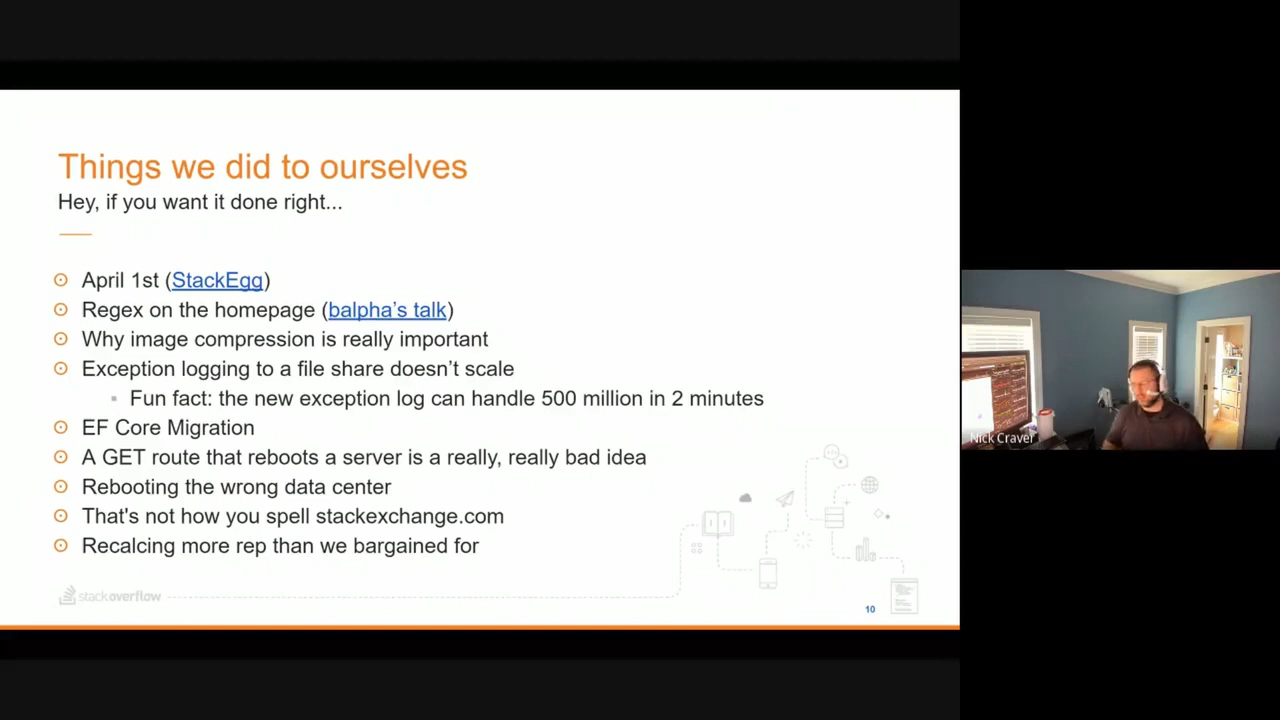 Things we did to ourselves
Hey, if you want it done right...
April 1st (StackEgg)
Regex on the homepage (balpha's talk)
Why image compression is really important
Exception logging to a file share doesn't scale
Fun fact: the new exception log can handle 500 million in 2 minutes
EF Core Migration
A GET route that reboots a server is a really, really bad idea
Rebooting the wrong data center
That's not how you spell stackexchange.com
Recalcing more rep than we bargained for
stackoverflow
10
Nick Craver